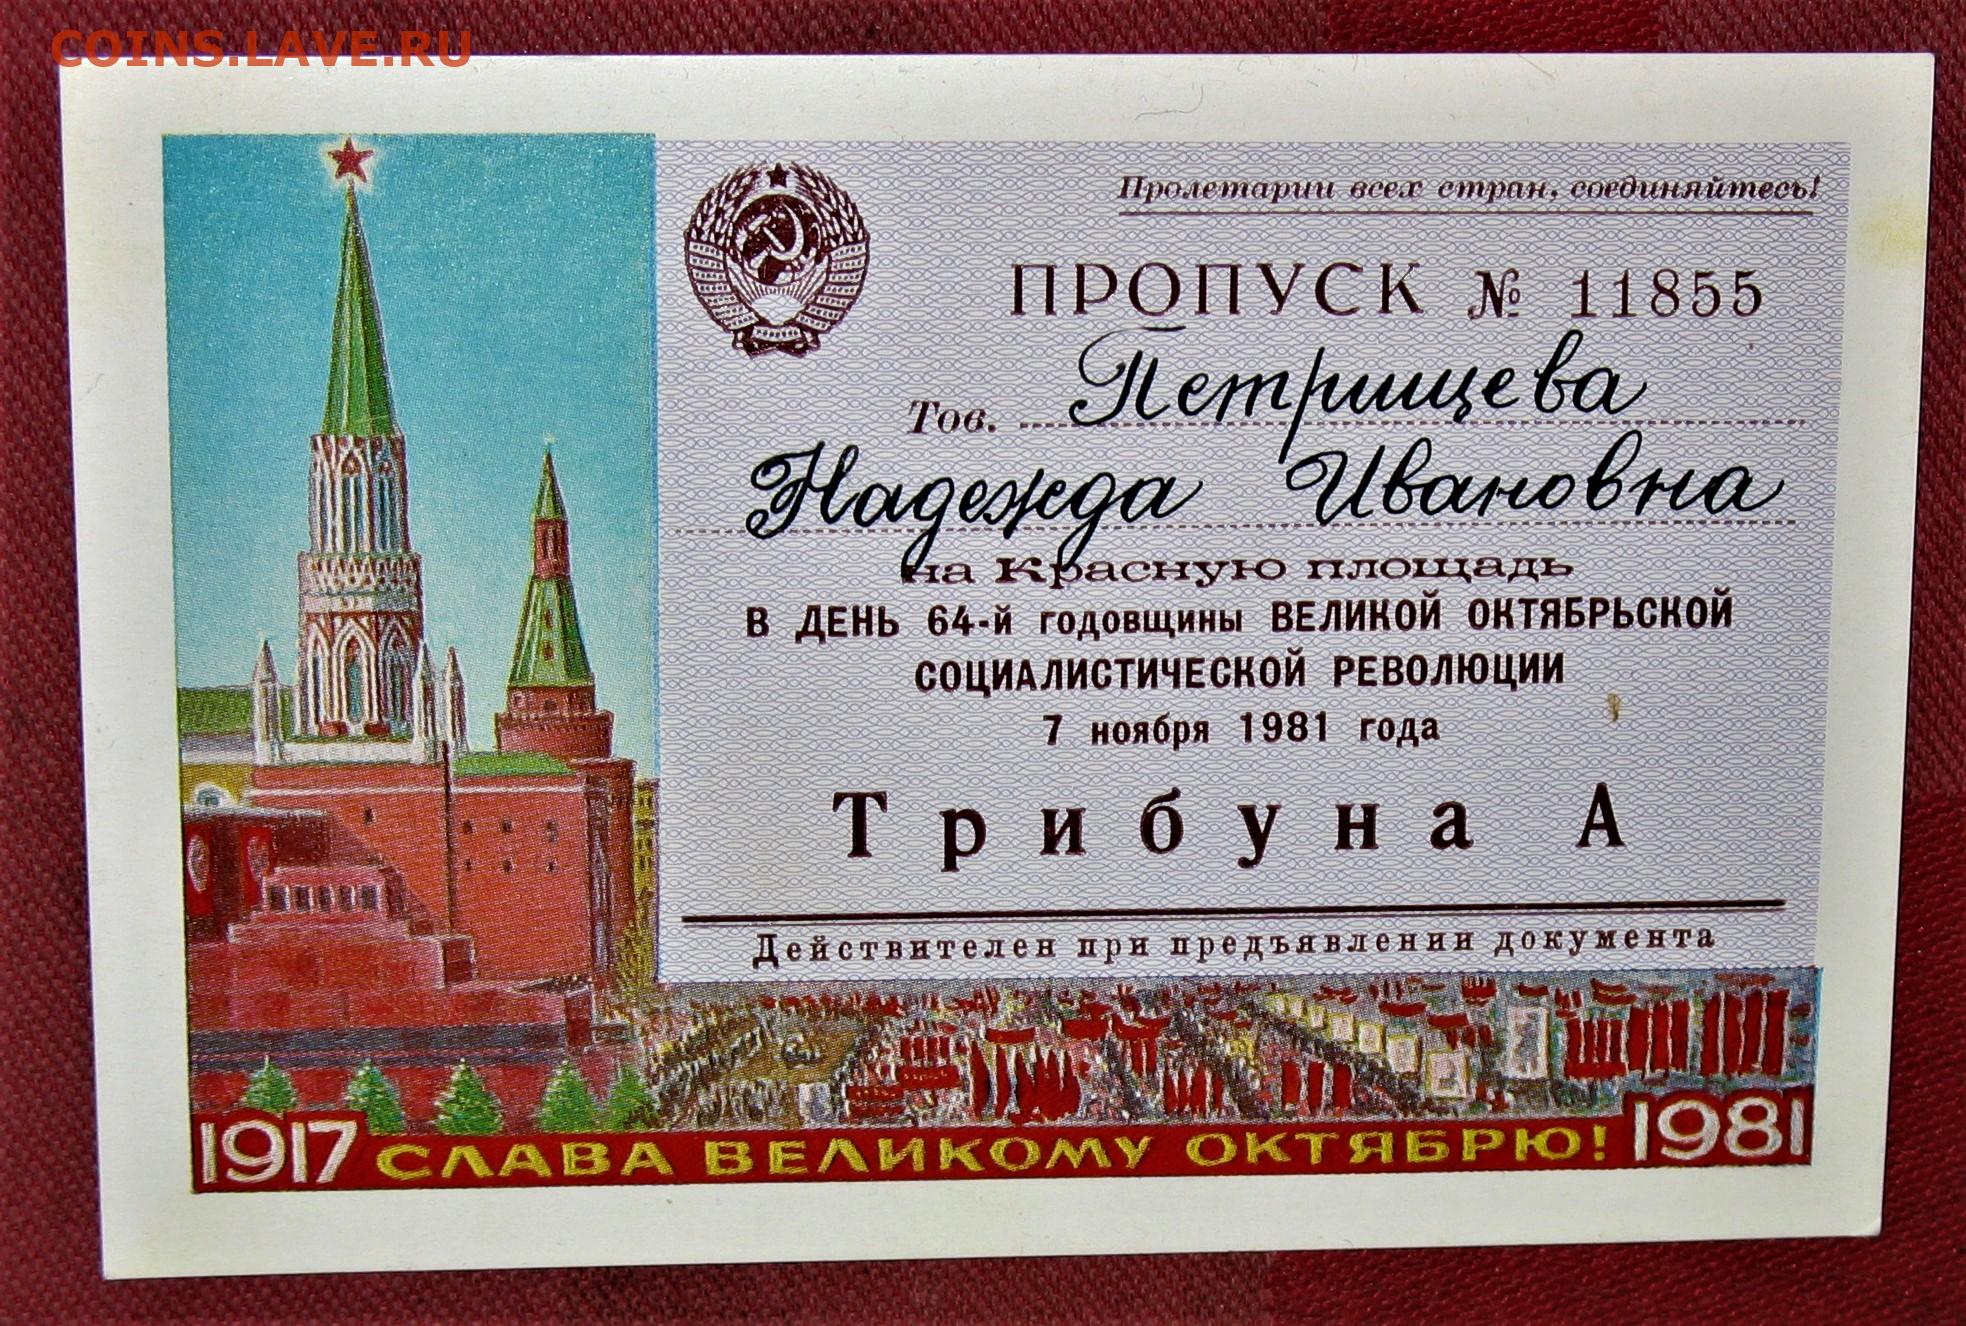 COINS.LAVE.RU
Пролетарии всех стран, соединяйтесь!
ПРОПУСК № 11855
Тов. Петрищева
Надежда Ивановна
на Красную площадь
В ДЕНЬ 64-й годовщины ВЕЛИКОЙ ОКТЯБРЬСКОЙ
СОЦИАЛИСТИЧЕСКОЙ РЕВОЛЮЦИИ
7 ноября 1981 года
Трибуна А
Действителен при предъявлении документа
1917 СЛАВА ВЕЛИКОМУ ОКТЯБРЮ! 1981